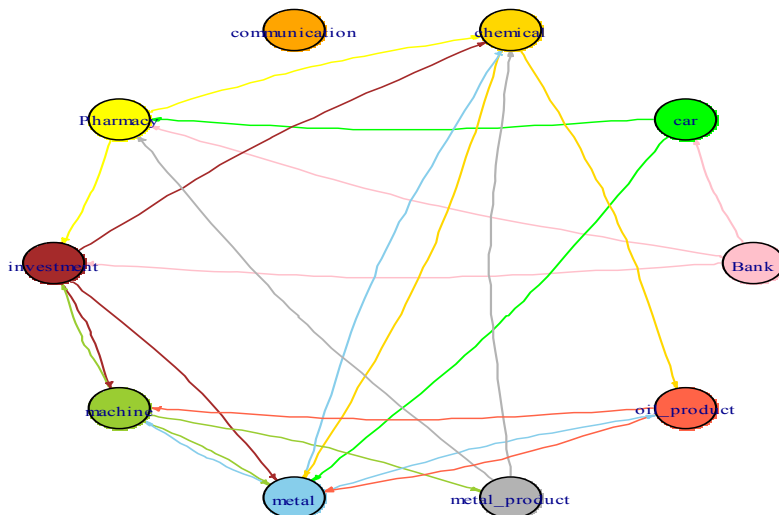 communication
chemical
Pharmacy
car
investment
Bank
machine
oil_product
metal
metal_product